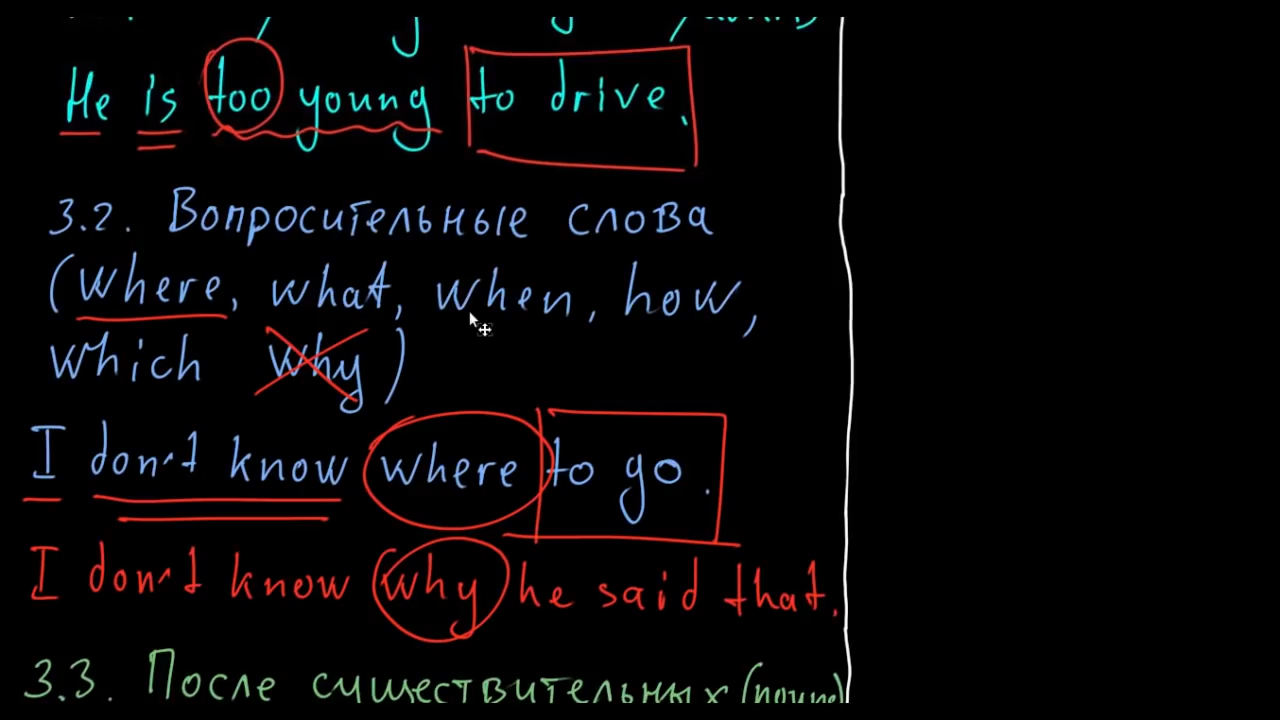 He is too young to drive.
3.2. Вопросительные слова
(where, what, when, how,
which why)
I don't know where to go.
I don't know why he said that.
3.3. После существительных (nouns)